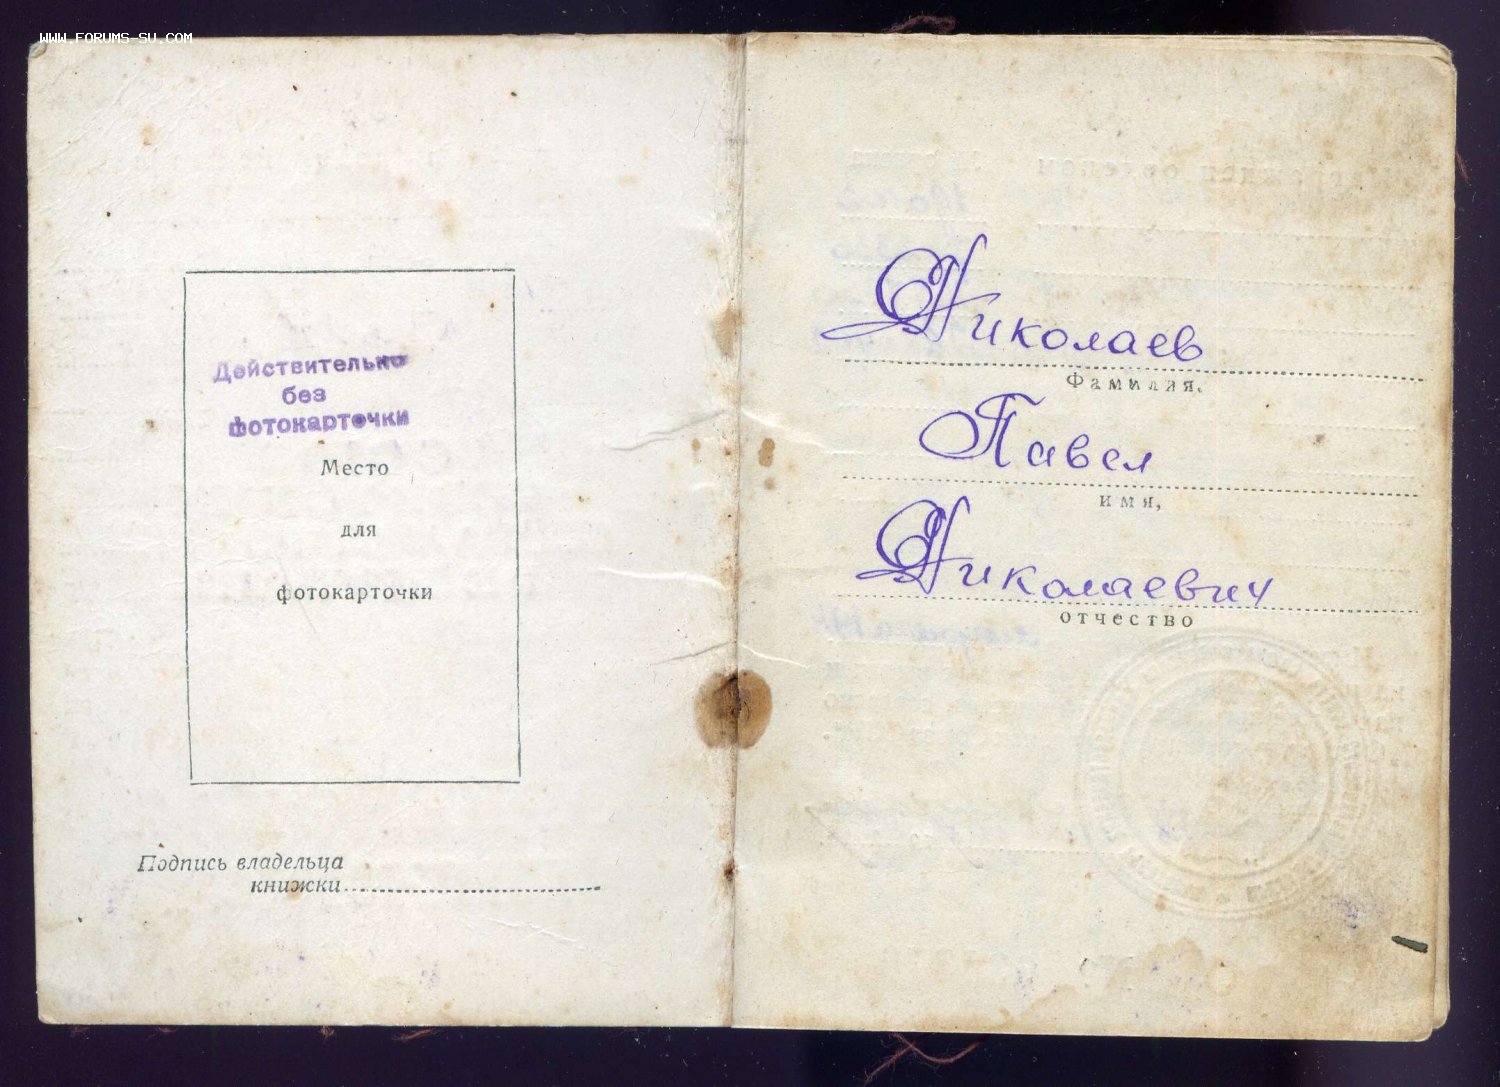 WWW.FORUMS-SU.COM
Действительно
без
фотокарточки
Место
для
фотокарточки
Подпись владельца
книжки
Николаев
Фамилия,
Павел
имя,
Николаевич
отчество